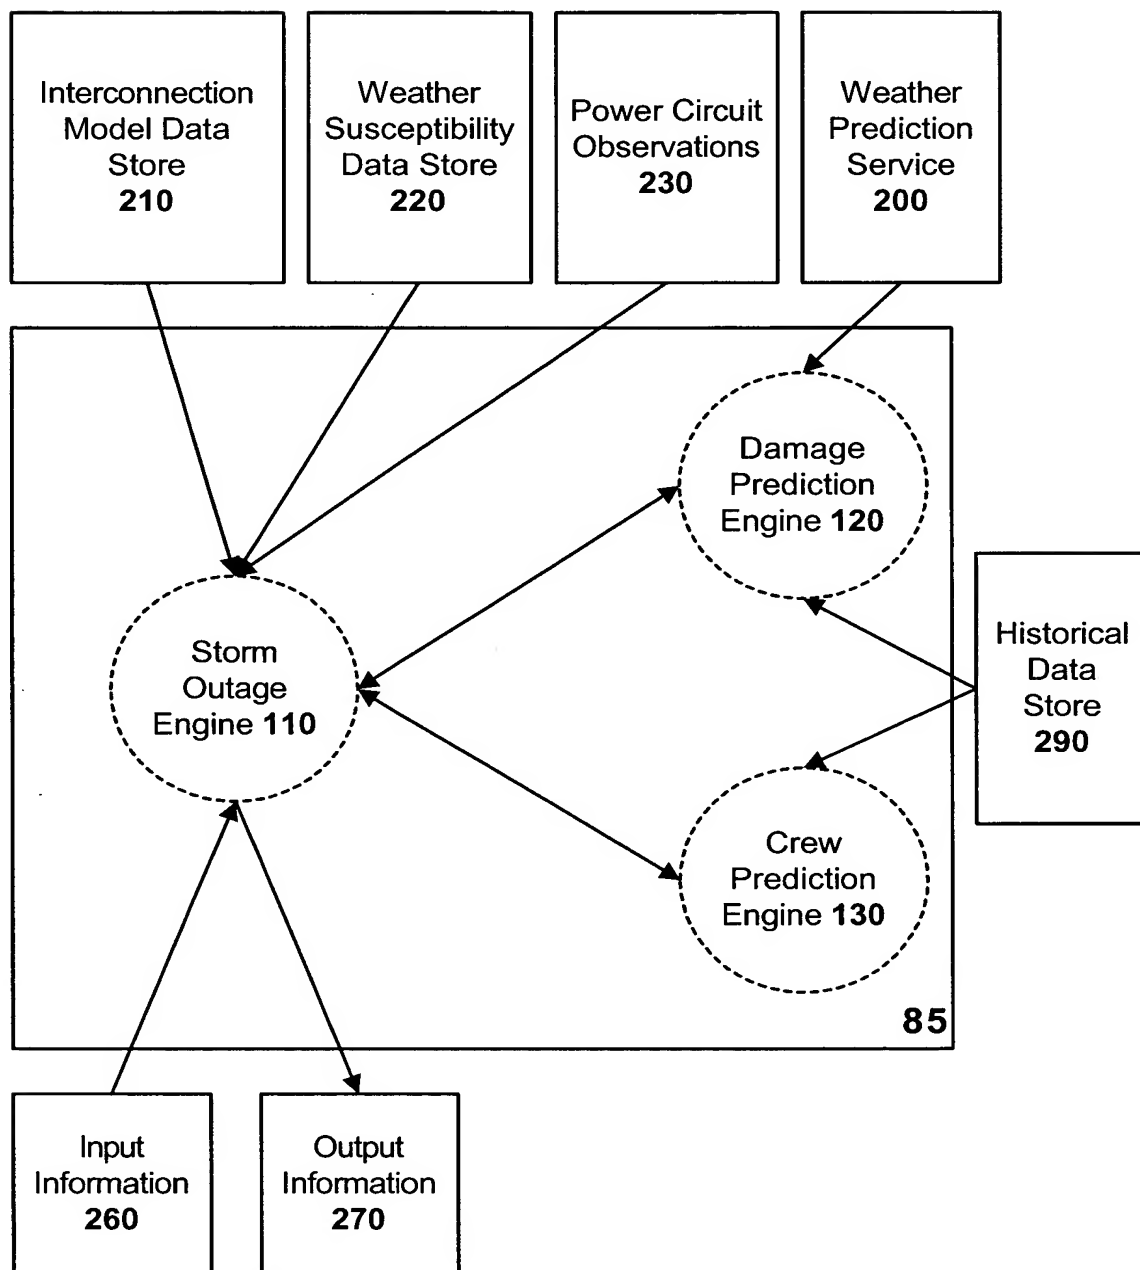 Interconnection
Model Data
Store
210
Weather
Susceptibility
Data Store
220
Power Circuit
Observations
230
Weather
Prediction
Service
200
Damage
Prediction
Engine 120
Storm
Outage
Engine 110
Historical
Data
Store
290
Crew
Prediction
Engine 130
85
Input
Information
260
Output
Information
270